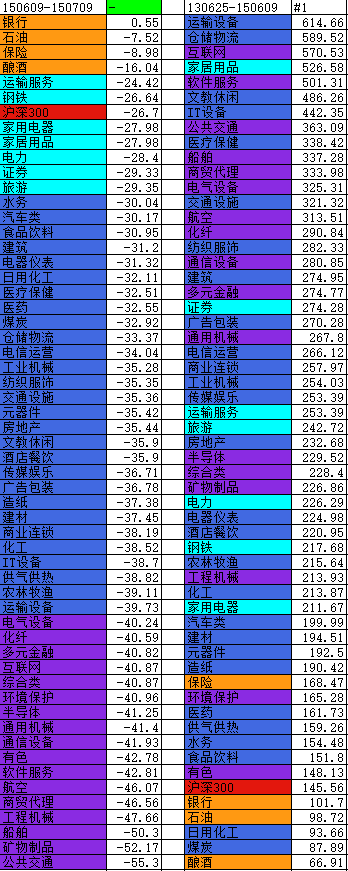 150609-150709 - 130625-150609 #1
银行 0.55 运输设备 614.66
石油 -7.52 仓储物流 589.52
保险 -8.98 互联网 570.53
酿酒 -16.04 家居用品 526.58
运输服务 -24.42 软件服务 501.31
钢铁 -26.64 文教休闲 486.26
沪深300 -26.7 IT设备 442.35
家用电器 -27.98 公共交通 363.09
家居用品 -27.98 医疗保健 338.42
电力 -28.4 船舶 337.28
证券 -29.33 商贸代理 333.98
旅游 -29.35 电气设备 325.31
水务 -30.04 交通设施 321.32
汽车类 -30.17 航空 313.51
食品饮料 -30.95 化纤 290.84
建筑 -31.2 纺织服饰 282.33
电器仪表 -31.32 通信设备 280.85
日用化工 -32.11 建筑 274.95
医疗保健 -32.51 多元金融 274.77
医药 -32.55 证券 274.28
煤炭 -32.92 广告包装 270.28
仓储物流 -33.37 通用机械 267.8
电信运营 -34.04 电信运营 266.12
工业机械 -35.28 商业连锁 257.97
纺织服饰 -35.35 工业机械 254.03
交通设施 -35.36 传媒娱乐 253.39
元器件 -35.42 运输服务 253.39
房地产 -35.44 旅游 242.72
文教休闲 -35.9 房地产 232.68
酒店餐饮 -35.9 半导体 229.52
传媒娱乐 -36.71 综合类 228.4
广告包装 -36.78 矿物制品 226.86
造纸 -37.38 电力 226.29
建材 -37.45 电器仪表 224.98
商业连锁 -38.19 酒店餐饮 220.95
化工 -38.52 钢铁 217.68
IT设备 -38.7 农林牧渔 215.64
供气供热 -38.82 工程机械 213.93
农林牧渔 -39.11 化工 213.87
运输设备 -39.73 家用电器 211.67
电气设备 -40.24 汽车类 199.99
化纤 -40.59 建材 194.51
多元金融 -40.82 元器件 192.5
互联网 -40.87 造纸 190.42
综合类 -40.87 保险 168.47
环境保护 -40.96 环境保护 165.28
半导体 -41.25 医药 161.73
通用机械 -41.4 供气供热 159.26
通信设备 -41.93 水务 154.48
有色 -42.78 食品饮料 151.8
软件服务 -42.81 有色 148.13
航空 -46.07 沪深300 145.56
商贸代理 -46.56 银行 101.7
工程机械 -47.66 石油 98.72
船舶 -50.3 日用化工 93.66
矿物制品 -52.17 煤炭 87.89
公共交通 -55.3 酿酒 66.91